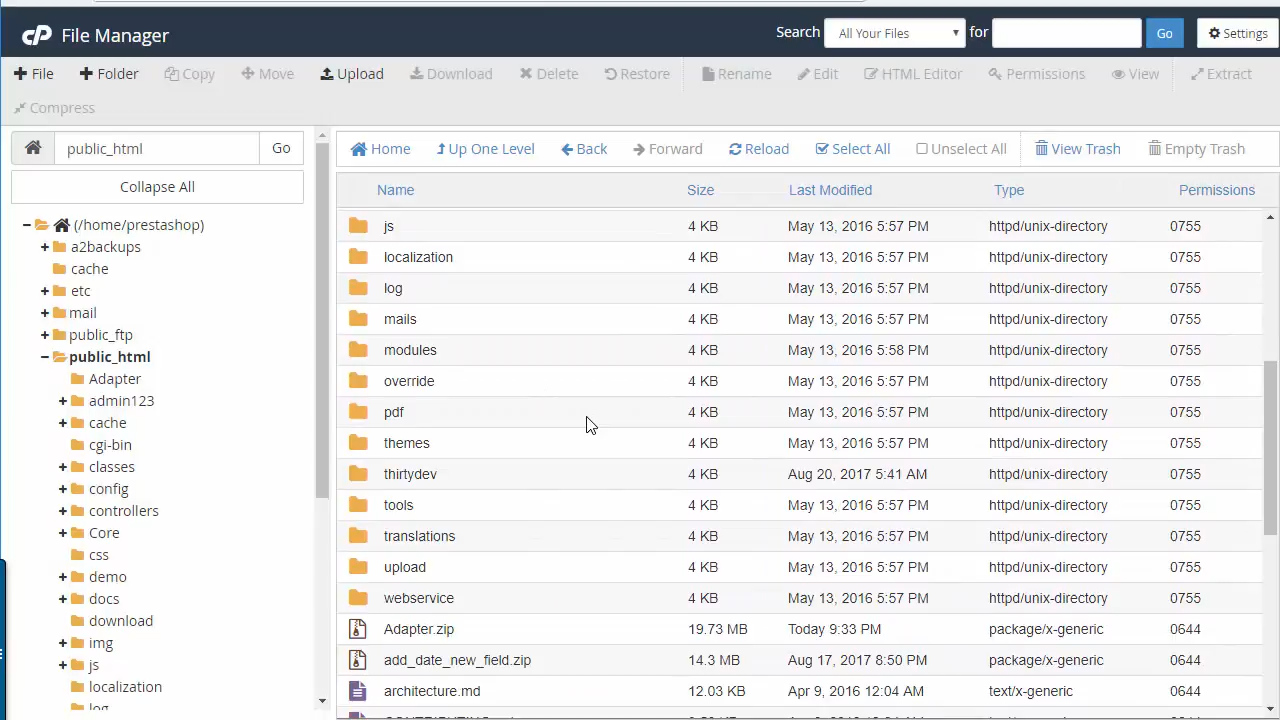 cP File Manager
Search All Your Files for Go Settings
File Folder Copy Move Upload Download Delete Restore Rename Edit HTML Editor Permissions View Extract
Compress
public_html Go
Collapse All
(/home/prestashop)
a2backups
cache
etc
mail
public_ftp
public_html
Adapter
admin123
cache
cgi-bin
classes
config
controllers
Core
css
demo
docs
download
img
js
localization
log
Home Up One Level Back Forward Reload Select All Unselect All View Trash Empty Trash
Name Size Last Modified Type Permissions
js 4 KB May 13, 2016 5:57 PM httpd/unix-directory 0755
localization 4 KB May 13, 2016 5:57 PM httpd/unix-directory 0755
log 4 KB May 13, 2016 5:57 PM httpd/unix-directory 0755
mails 4 KB May 13, 2016 5:57 PM httpd/unix-directory 0755
modules 4 KB May 13, 2016 5:58 PM httpd/unix-directory 0755
override 4 KB May 13, 2016 5:57 PM httpd/unix-directory 0755
pdf 4 KB May 13, 2016 5:57 PM httpd/unix-directory 0755
themes 4 KB May 13, 2016 5:57 PM httpd/unix-directory 0755
thirtydev 4 KB Aug 20, 2017 5:41 AM httpd/unix-directory 0755
tools 4 KB May 13, 2016 5:57 PM httpd/unix-directory 0755
translations 4 KB May 13, 2016 5:57 PM httpd/unix-directory 0755
upload 4 KB May 13, 2016 5:57 PM httpd/unix-directory 0755
webservice 4 KB May 13, 2016 5:57 PM httpd/unix-directory 0755
Adapter.zip 19.73 MB Today 9:33 PM package/x-generic 0644
add_date_new_field.zip 14.3 MB Aug 17, 2017 8:50 PM package/x-generic 0644
architecture.md 12.03 KB Apr 9, 2016 12:04 AM text/x-generic 0644